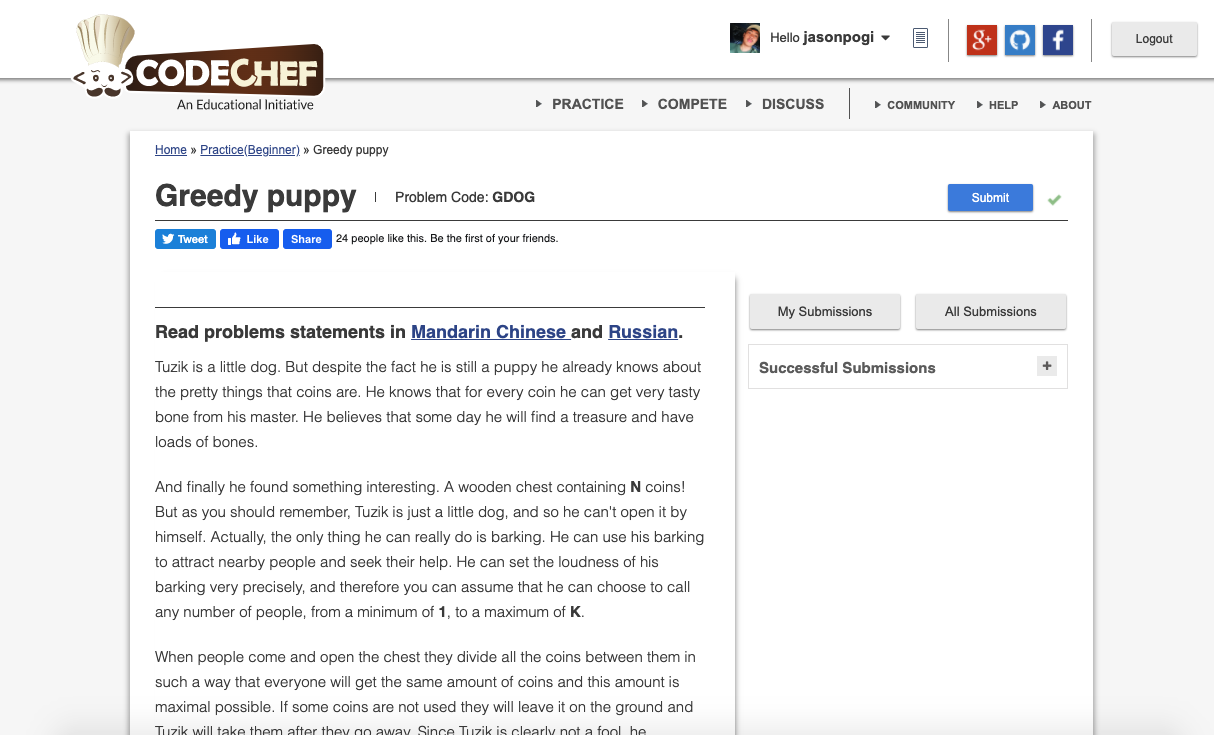 CODECHEF
An Educational Initiative
Hello jasonpogi
Logout
PRACTICE COMPETE DISCUSS COMMUNITY HELP ABOUT
Home » Practice(Beginner) » Greedy puppy
Greedy puppy Problem Code: GDOG Submit
Tweet Like Share 24 people like this. Be the first of your friends.
My Submissions All Submissions
Successful Submissions +
Read problems statements in Mandarin Chinese and Russian.
Tuzik is a little dog. But despite the fact he is still a puppy he already knows about
the pretty things that coins are. He knows that for every coin he can get very tasty
bone from his master. He believes that some day he will find a treasure and have
loads of bones.
And finally he found something interesting. A wooden chest containing N coins!
But as you should remember, Tuzik is just a little dog, and so he can't open it by
himself. Actually, the only thing he can really do is barking. He can use his barking
to attract nearby people and seek their help. He can set the loudness of his
barking very precisely, and therefore you can assume that he can choose to call
any number of people, from a minimum of 1, to a maximum of K.
When people come and open the chest they divide all the coins between them in
such a way that everyone will get the same amount of coins and this amount is
maximal possible. If some coins are not used they will leave it on the ground and
Tuzik will take them after they go away. Since Tuzik is clearly not a fool, he